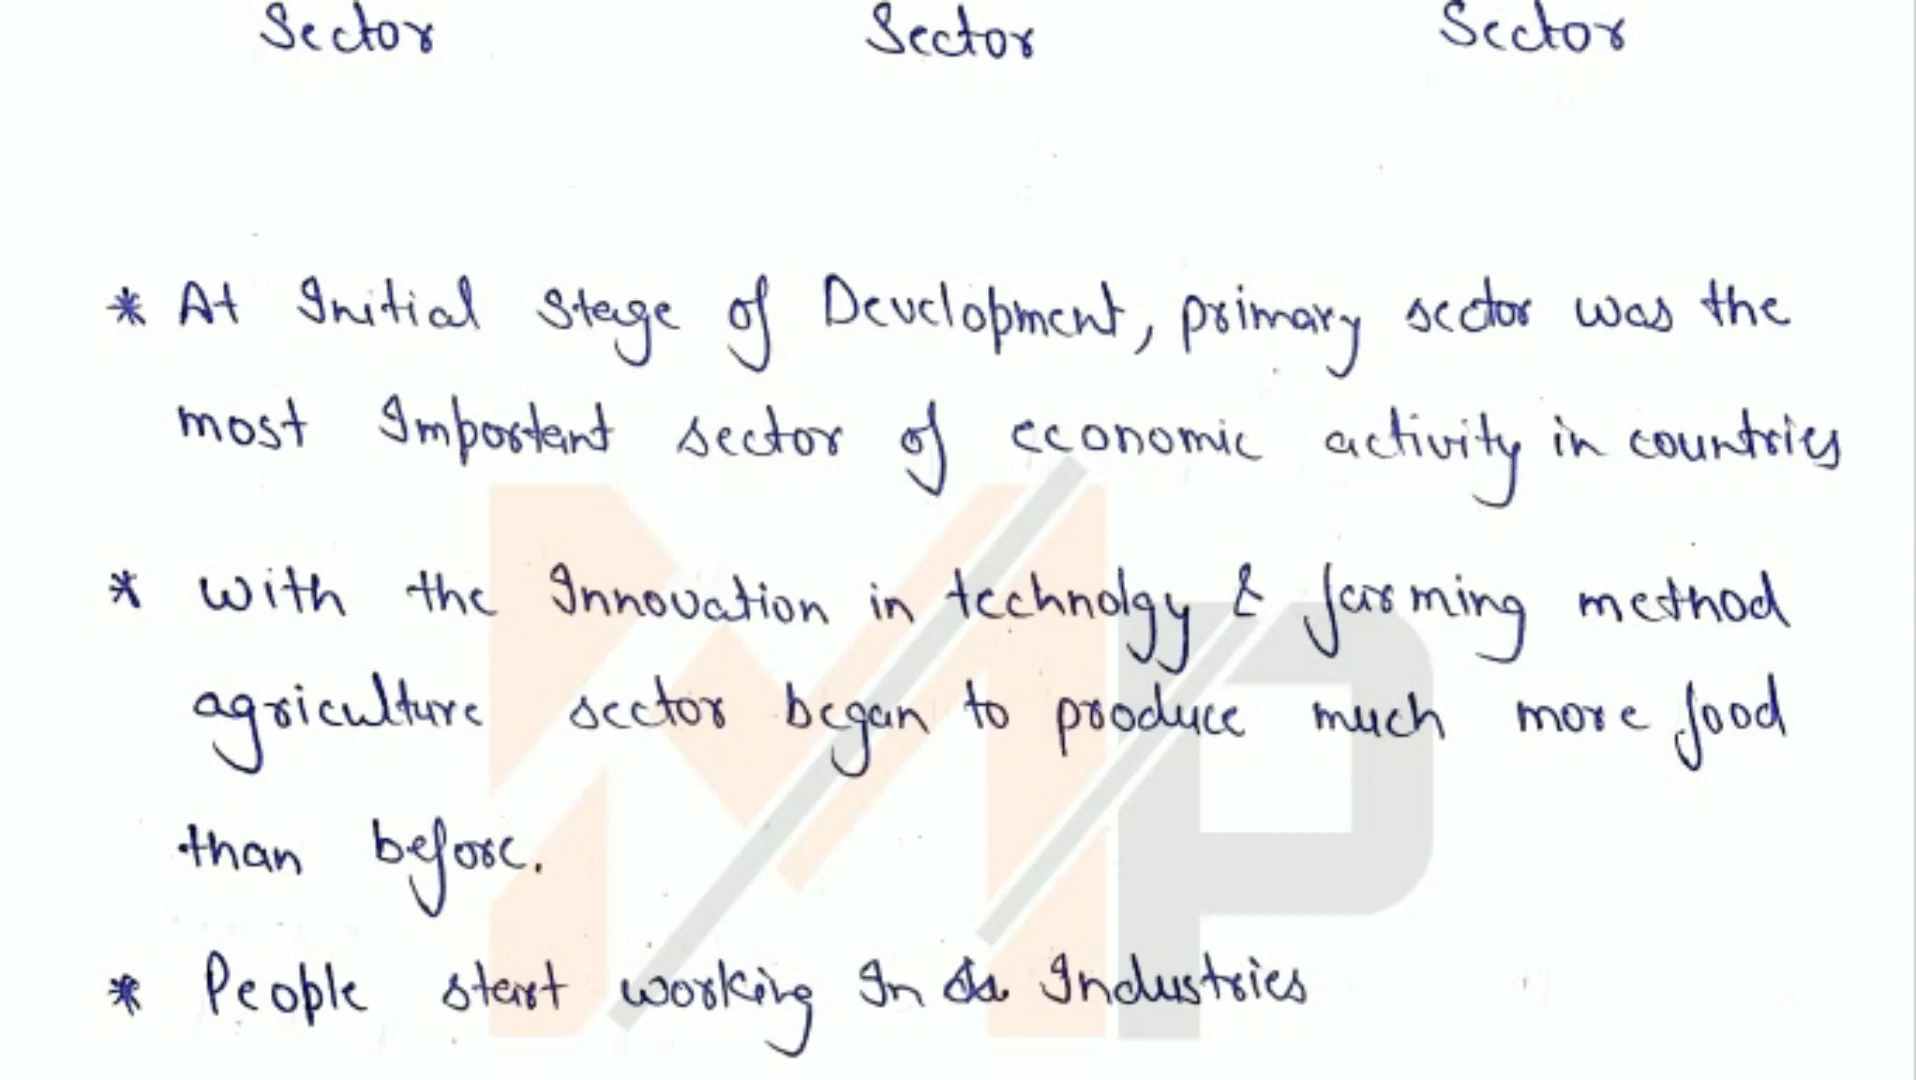 Sector Sector Sector
* At Initial Stage of Development, primary sector was the
most Important sector of economic activity in countries
* with the Innovation in technolgy & farming method
agriculture sector began to produce much more food
than before.
* People start working In Industries